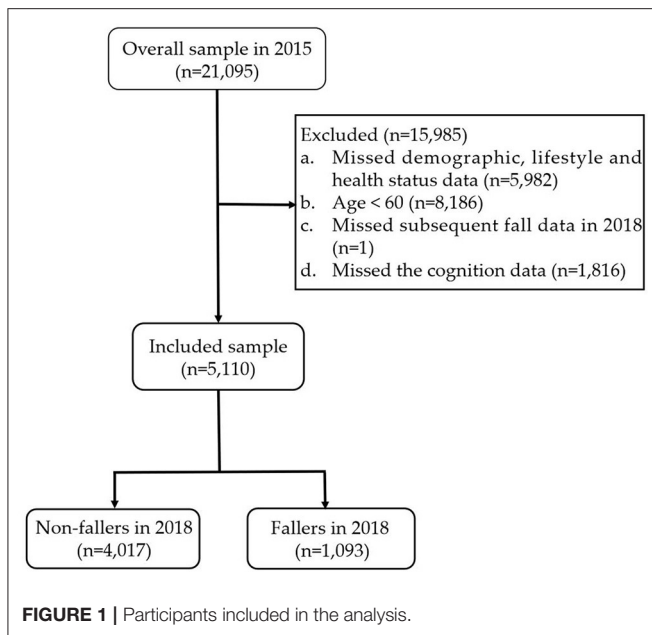 Overall sample in 2015
(n=21,095)
Excluded (n=15,985)
a. Missed demographic, lifestyle and
health status data (n=5,982)
b. Age < 60 (n=8,186)
c. Missed subsequent fall data in 2018
(n=1)
d. Missed the cognition data (n=1,816)
Included sample
(n=5,110)
Non-fallers in 2018
(n=4,017)
Fallers in 2018
(n=1,093)
FIGURE 1 | Participants included in the analysis.